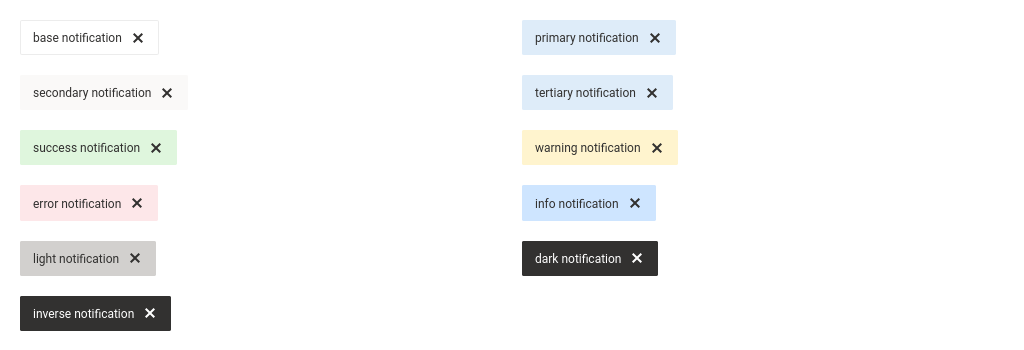 base notification
primary notification
secondary notification
tertiary notification
success notification
warning notification
error notification
info notification
light notification
dark notification
inverse notification